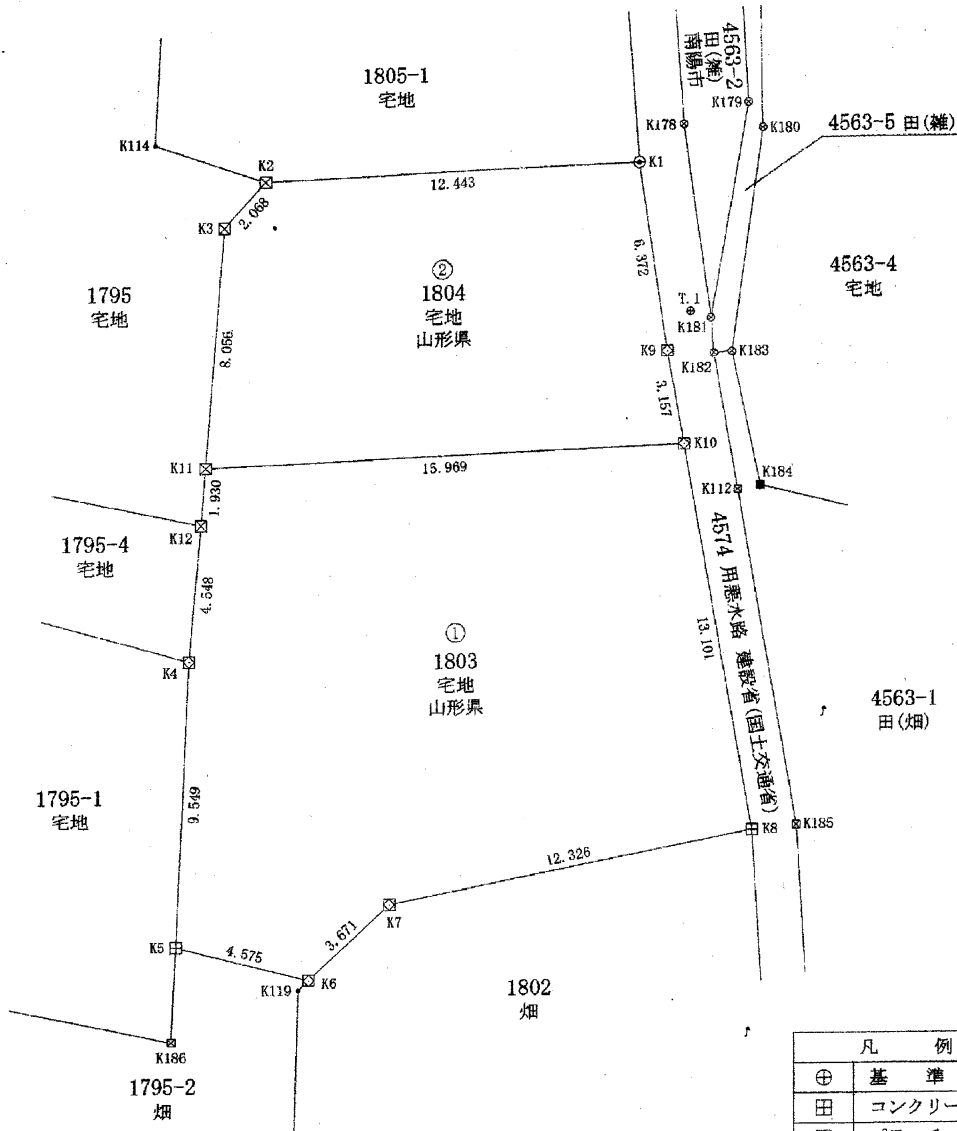 1805-1
宅地
4563-2
田(雑)
南陽市
K179
K178
K180
4563-5 田(雑)
K114
K2
12.443
K1
K3
2.068
6.372
1795
宅地
②
1804
宅地
山形県
4563-4
宅地
8.056
T.1
K181
K9
K182
K183
3.157
K10
K11
15.969
K184
K112
1.930
K12
1795-4
宅地
4574 用悪水路 建設省(国土交通省)
4.548
①
1803
宅地
山形県
13.101
K4
4563-1
田(畑)
1795-1
宅地
9.549
K8
K185
12.326
K7
3.671
K5
4.575
K6
K119
1802
畑
K186
1795-2
畑
凡 例
基 準
コンクリー